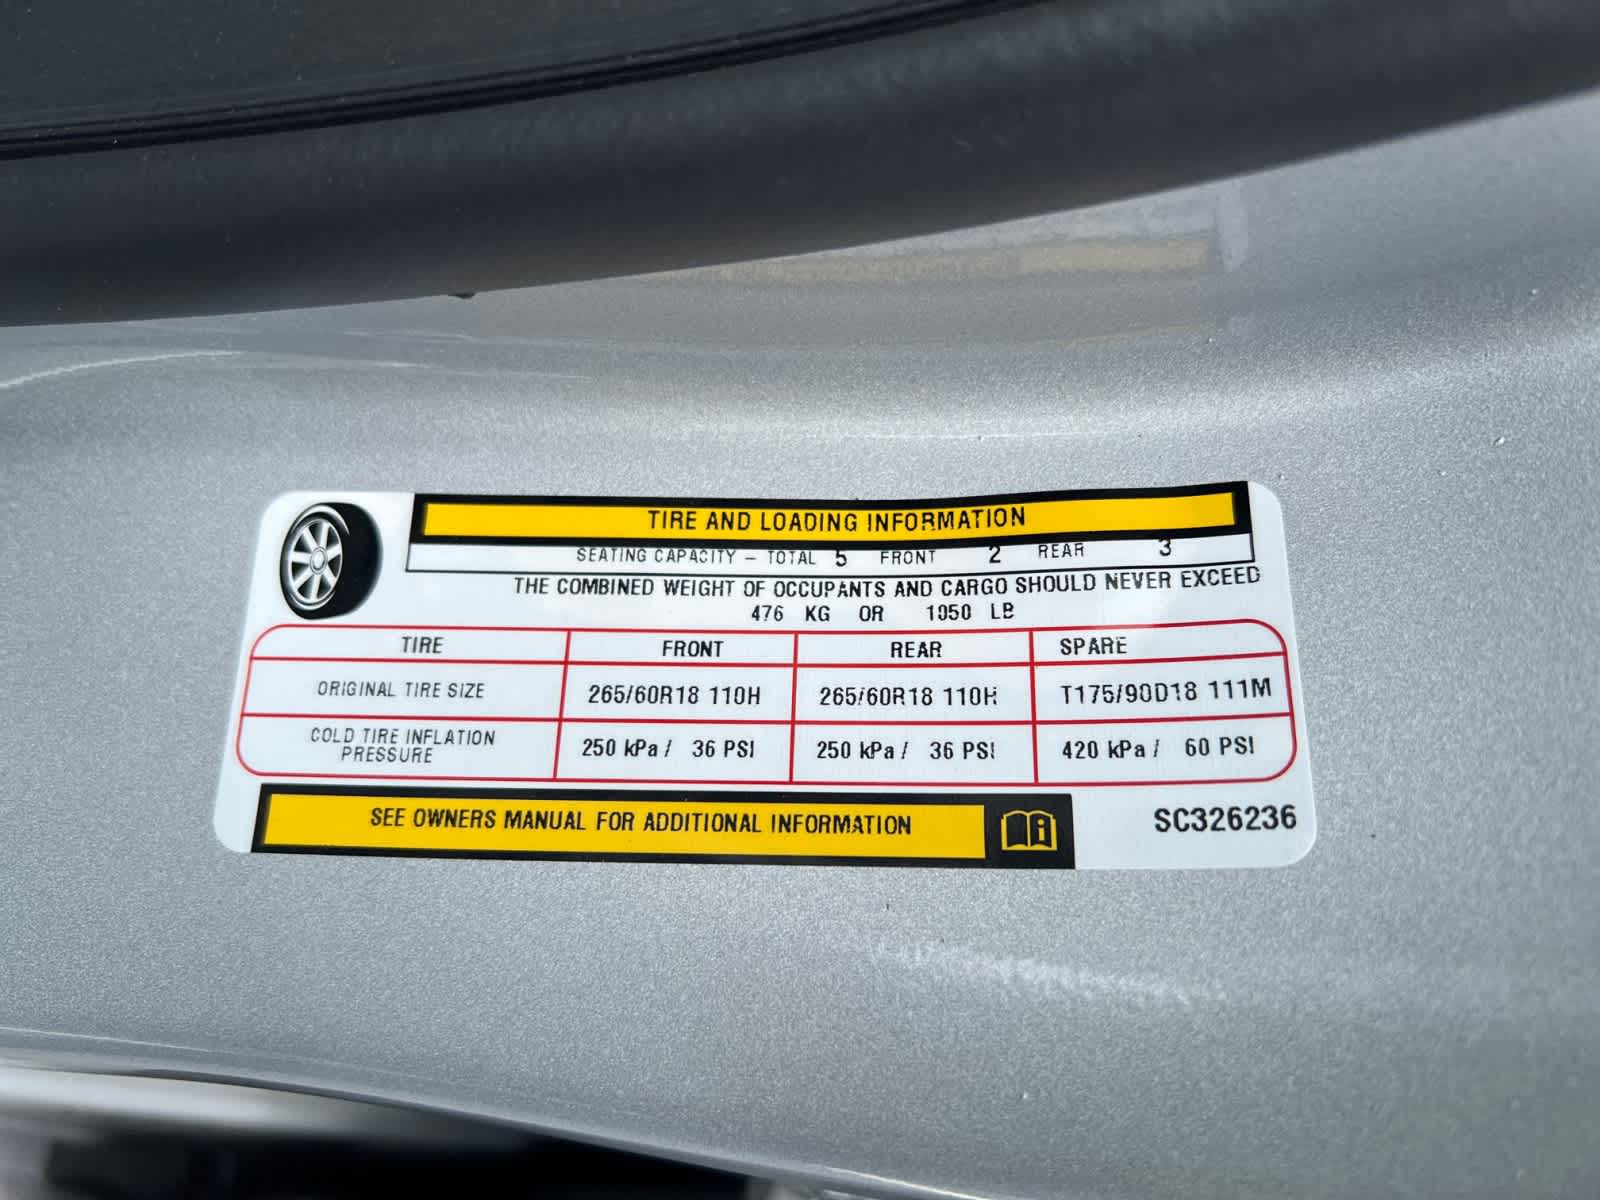 TIRE AND LOADING INFORMATION
SEATING CAPACITY – TOTAL 5 FRONT 2 REAR 3
THE COMBINED WEIGHT OF OCCUPANTS AND CARGO SHOULD NEVER EXCEED
476 KG OR 1050 LB
TIRE FRONT REAR SPARE
ORIGINAL TIRE SIZE 265/60R18 110H 265/60R18 110H T175/90D18 111M
COLD TIRE INFLATION
PRESSURE 250 kPa / 36 PSI 250 kPa / 36 PSI 420 kPa / 60 PSI
SEE OWNERS MANUAL FOR ADDITIONAL INFORMATION
SC326236